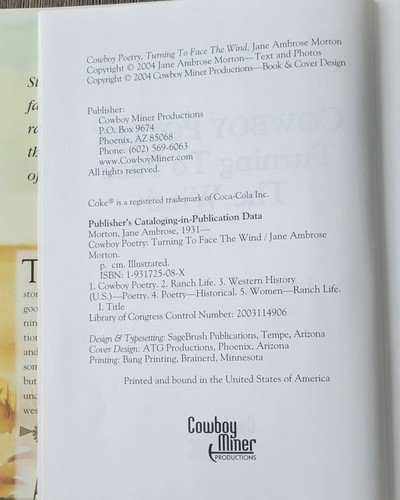 Cowboy Poetry, Turning To Face The Wind, Jane Ambrose Morton
Copyright © 2004 Jane Ambrose Morton—Text and Photos
Copyright © 2004 Cowboy Miner Productions—Book & Cover Design
Publisher:
Cowboy Miner Productions
P.O. Box 9674
Phoenix, AZ 85068
Phone: (602) 569-6063
www.CowboyMiner.com
All rights reserved.
Coke® is a registered trademark of Coca-Cola Inc.
Publisher's Cataloging-in-Publication Data
Morton, Jane Ambrose, 1931—
Cowboy Poetry: Turning To Face The Wind / Jane Ambrose
Morton.
p. cm. Illustrated.
ISBN: 1-931725-08-X
1. Cowboy Poetry. 2. Ranch Life. 3. Western History
(U.S.)—Poetry. 4. Poetry—Historical. 5. Women—Ranch Life.
I. Title
Library of Congress Control Number: 2003114906
Design & Typesetting: SageBrush Publications, Tempe, Arizona
Cover Design: ATG Productions, Phoenix, Arizona
Printing: Bang Printing, Brainerd, Minnesota
Printed and bound in the United States of America
Cowboy
Miner
PRODUCTIONS